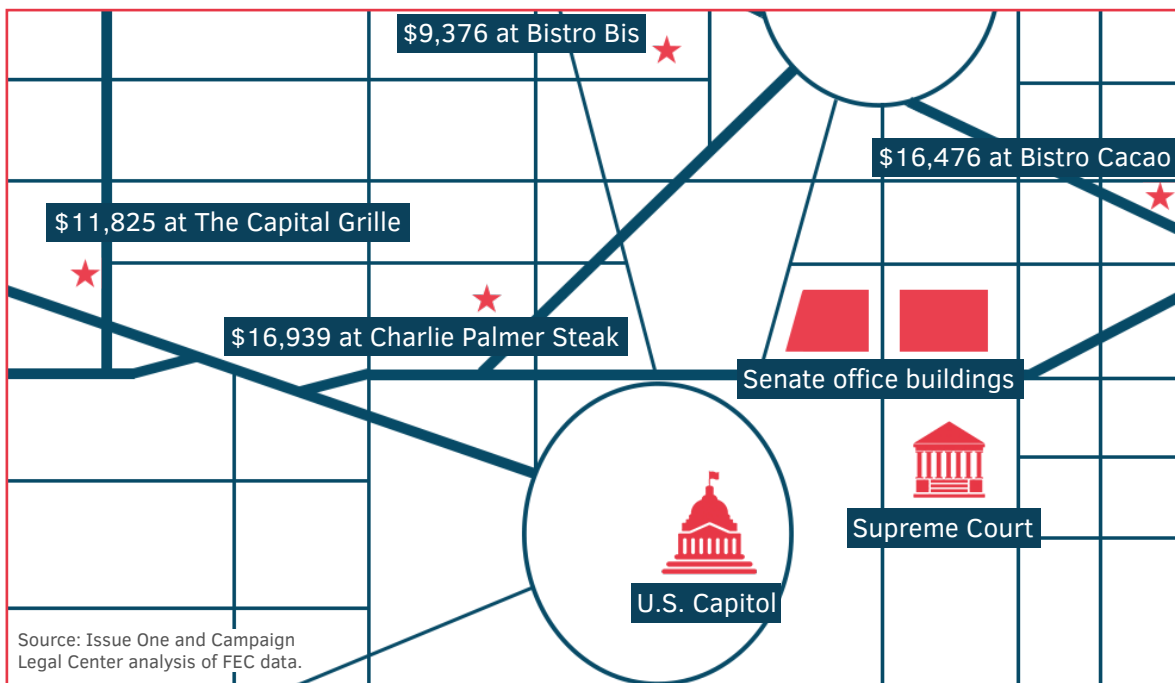 $9,376 at Bistro Bis
$16,476 at Bistro Cacao
$11,825 at The Capital Grille
$16,939 at Charlie Palmer Steak
Senate office buildings
Supreme Court
U.S. Capitol
Source: Issue One and Campaign
Legal Center analysis of FEC data.